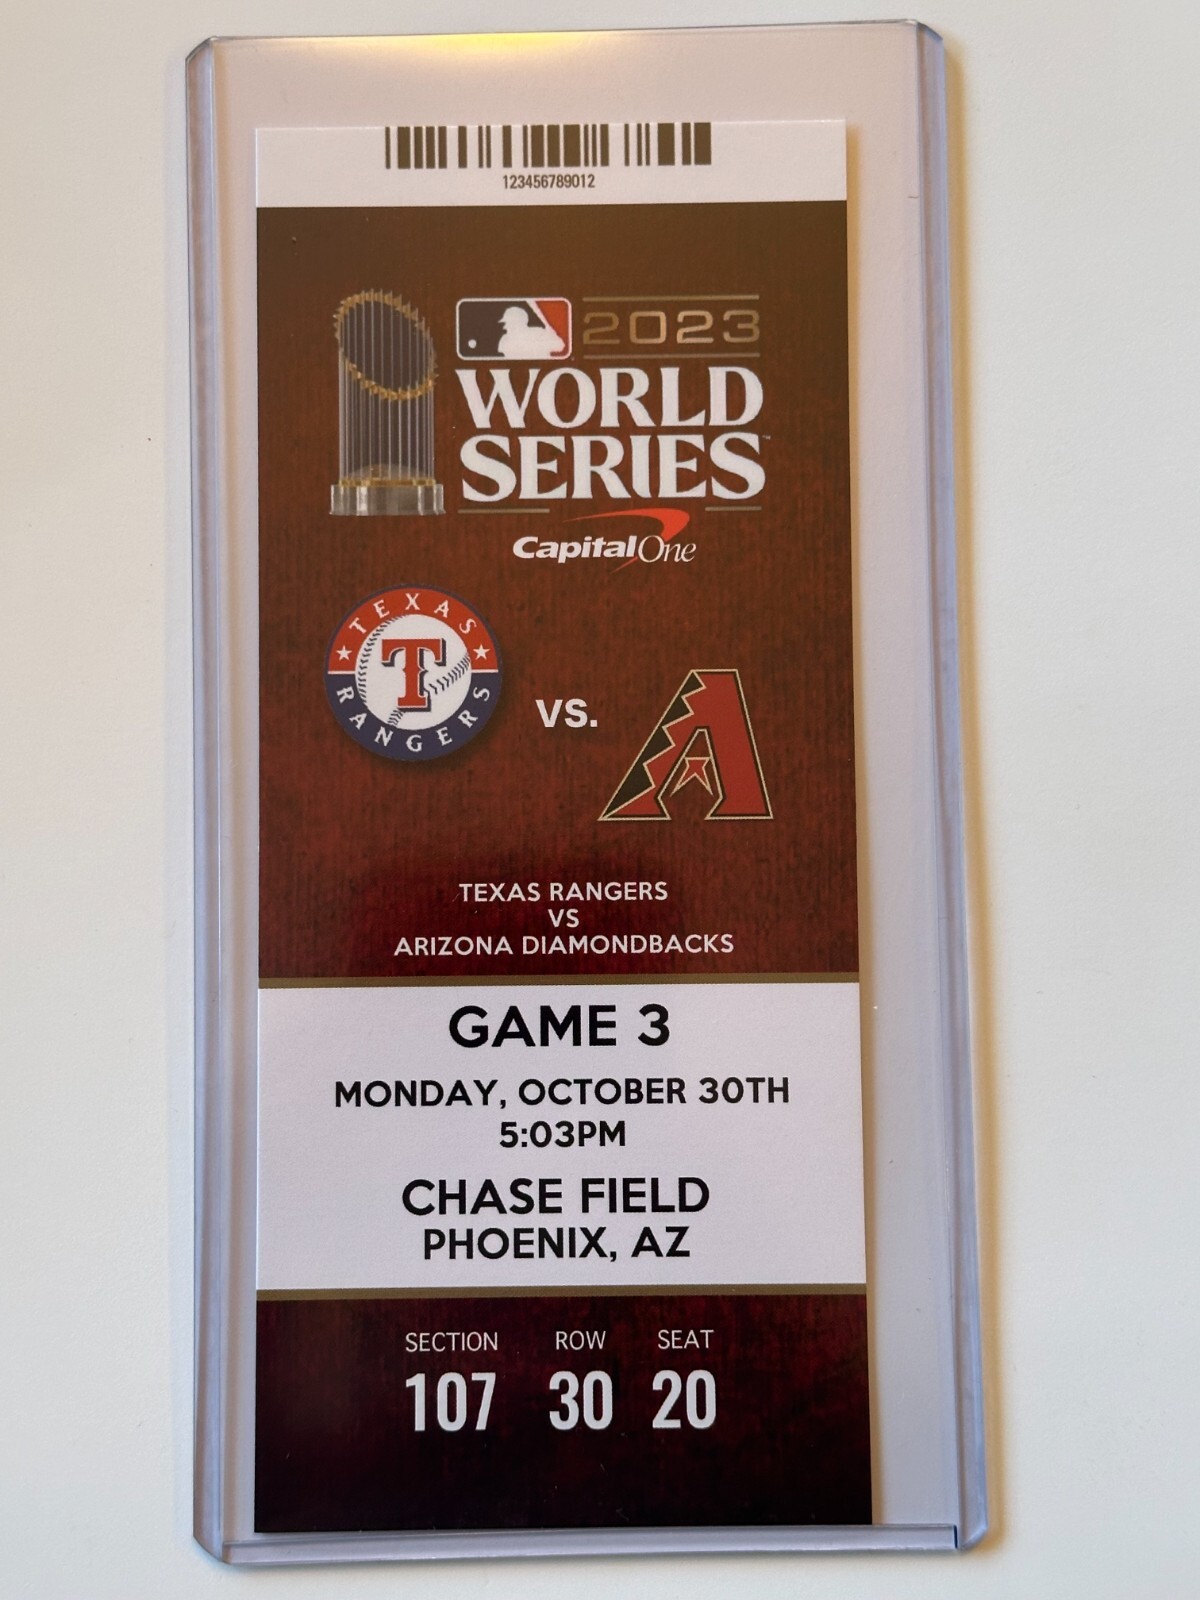 123456789012
2023
WORLD
SERIES™
Capital One
TEXAS
T
RANGERS
VS.
A
TEXAS RANGERS
VS
ARIZONA DIAMONDBACKS
GAME 3
MONDAY, OCTOBER 30TH
5:03PM
CHASE FIELD
PHOENIX, AZ
SECTION ROW SEAT
107 30 20